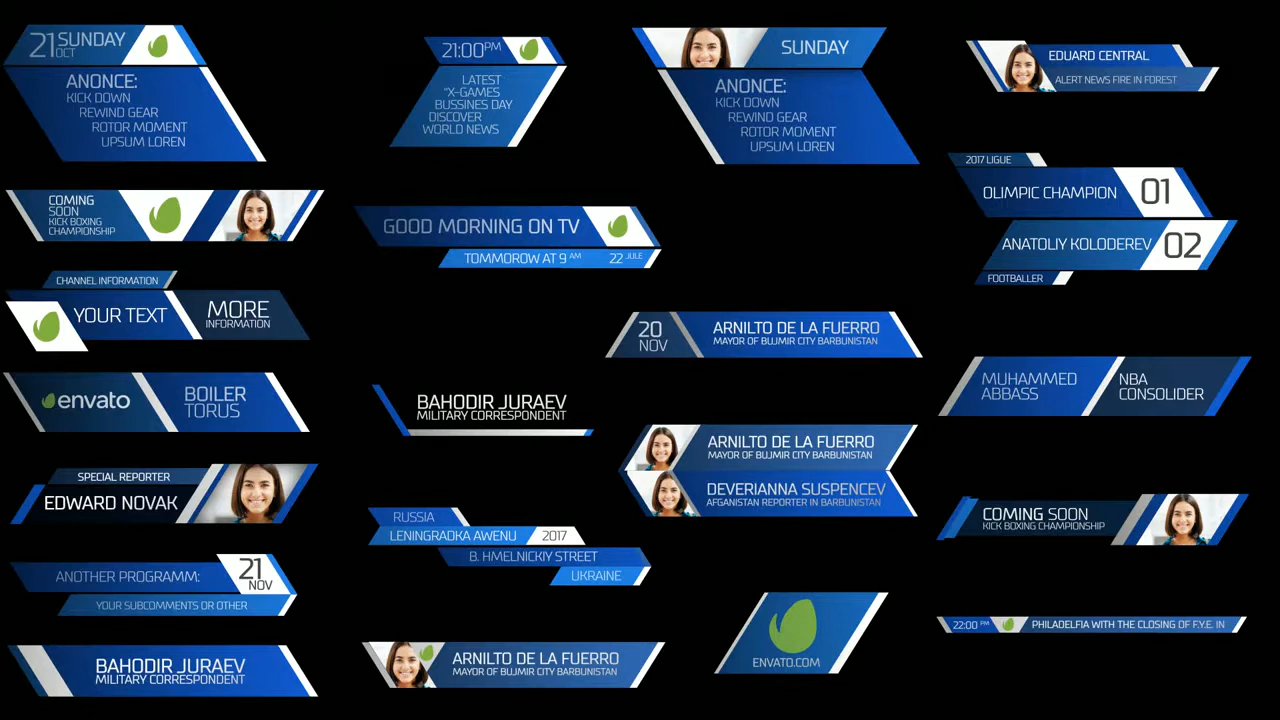 21 SUNDAY
OCT
ANONCE:
KICK DOWN
REWIND GEAR
ROTOR MOMENT
UPSUM LOREN
COMING
SOON
KICK BOXING
CHAMPIONSHIP
CHANNEL INFORMATION
YOUR TEXT
MORE
INFORMATION
envato
BOILER
TORUS
SPECIAL REPORTER
EDWARD NOVAK
ANOTHER PROGRAMM:
21
NOV
YOUR SUBCOMMENTS OR OTHER
BAHODIR JURAEV
MILITARY CORRESPONDENT
21:00PM
LATEST
"X-GAMES
BUSSINES DAY
DISCOVER
WORLD NEWS
GOOD MORNING ON TV
TOMMOROW AT 9 AM 22 JULE
BAHODIR JURAEV
MILITARY CORRESPONDENT
RUSSIA
LENINGRADKA AWENU 2017
B. HMELNICKIY STREET
UKRAINE
ARNILTO DE LA FUERRO
MAYOR OF BUJMIR CITY BARBUNISTAN
SUNDAY
ANONCE:
KICK DOWN
REWIND GEAR
ROTOR MOMENT
UPSUM LOREN
20
NOV
ARNILTO DE LA FUERRO
MAYOR OF BUJMIR CITY BARBUNISTAN
ARNILTO DE LA FUERRO
MAYOR OF BUJMIR CITY BARBUNISTAN
DEVERIANNA SUSPENCEV
AFGANISTAN REPORTER IN BARBUNISTAN
ENVATO.COM
EDUARD CENTRAL
ALERT NEWS FIRE IN FOREST
2017 LIGUE
OLIMPIC CHAMPION 01
ANATOLIY KOLODEREV 02
FOOTBALLER
MUHAMMED
ABBASS
NBA
CONSOLIDER
COMING SOON
KICK BOXING CHAMPIONSHIP
22:00 PM PHILADELFIA WITH THE CLOSING OF F.Y.E. IN